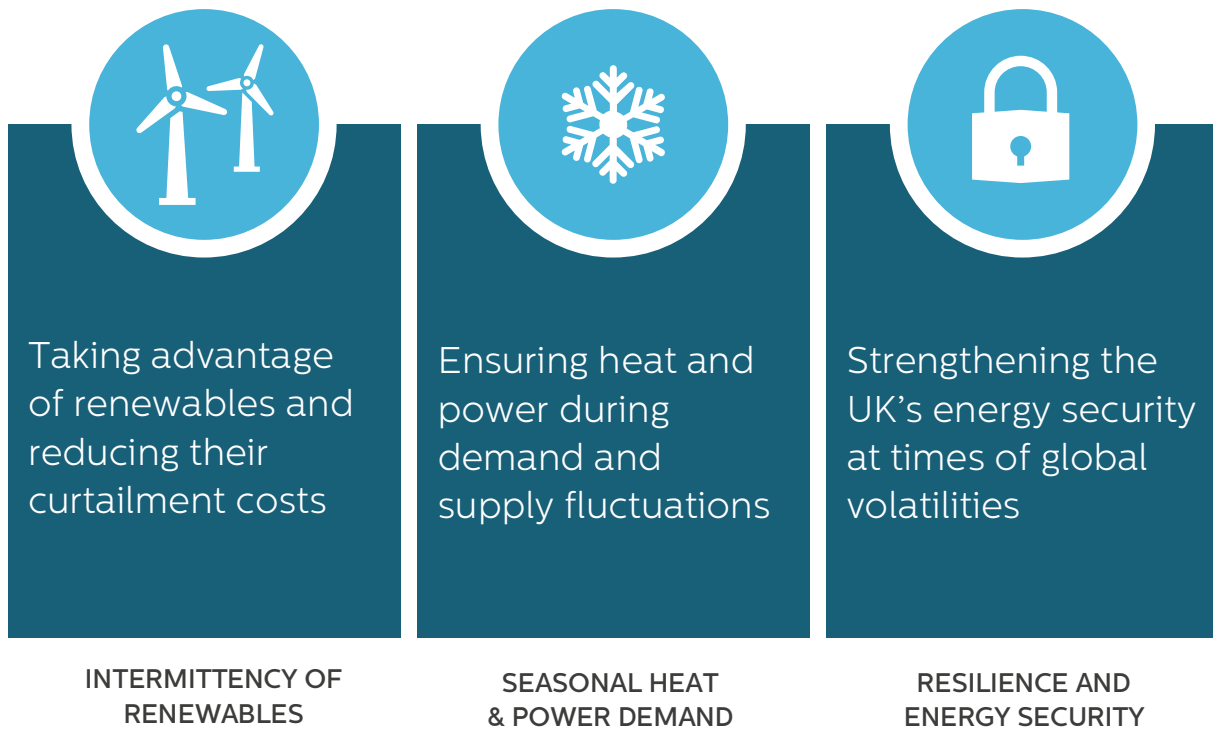 Taking advantage
of renewables and
reducing their
curtailment costs
INTERMITTENCY OF
RENEWABLES
Ensuring heat and
power during
demand and
supply fluctuations
SEASONAL HEAT
& POWER DEMAND
Strengthening the
UK’s energy security
at times of global
volatilities
RESILIENCE AND
ENERGY SECURITY